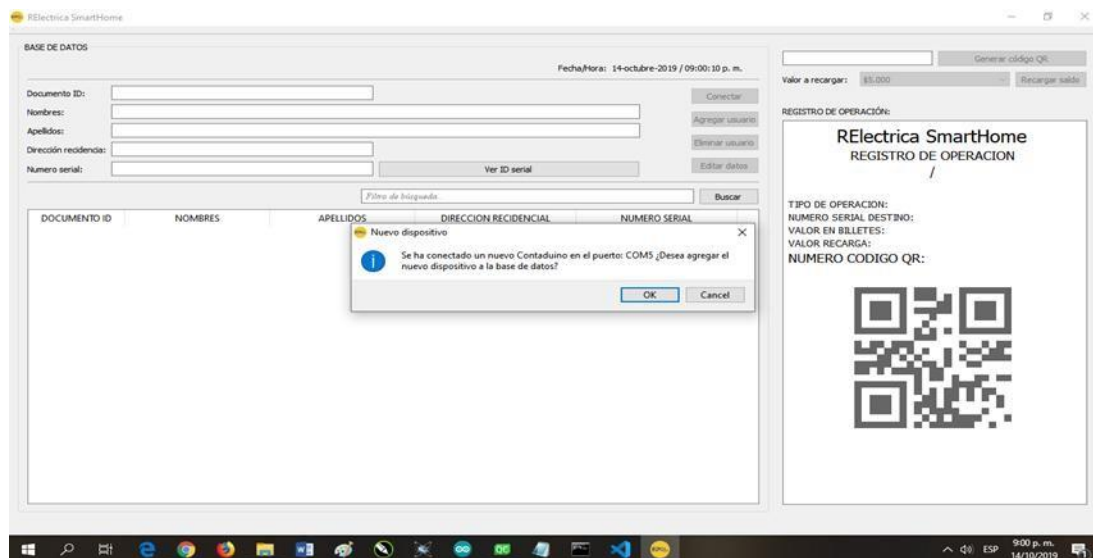 RElectrica SmartHome
BASE DE DATOS
Fecha/Hora: 14-octubre-2019 / 09:00:10 p. m.
Documento ID:
Conectar
Nombres:
Agregar usuario
Apellidos:
Dirección recidencia:
Eliminar usuario
Numero serial:
Ver ID serial
Editar datos
Filtro de búsqueda...
Buscar
DOCUMENTO ID NOMBRES APELLIDOS DIRECCION RECIDENCIAL NUMERO SERIAL
Nuevo dispositivo
Se ha conectado un nuevo Contaduino en el puerto: COM5 ¿Desea agregar el
nuevo dispositivo a la base de datos?
OK Cancel
Generar código QR
Valor a recargar: $5.000 Recargar saldo
REGISTRO DE OPERACIÓN:
RElectrica SmartHome
REGISTRO DE OPERACION
/
TIPO DE OPERACION:
NUMERO SERIAL DESTINO:
VALOR EN BILLETES:
VALOR RECARGA:
NUMERO CODIGO QR:
ESP
9:00 p. m.
14/10/2019